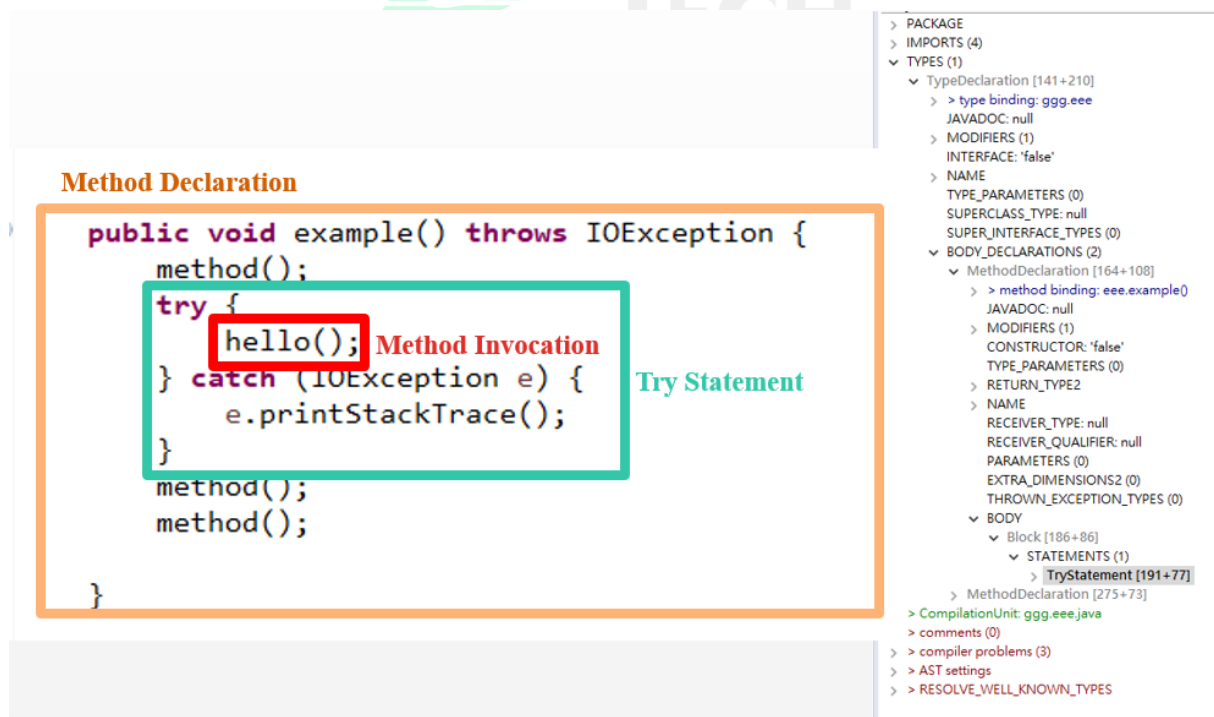 Method Declaration
public void example() throws IOException {
method();
try {
hello(); Method Invocation
} catch (IOException e) { Try Statement
e.printStackTrace();
}
method();
method();
}
> PACKAGE
> IMPORTS (4)
TYPES (1)
TypeDeclaration [141+210]
> > type binding: ggg.eee
JAVADOC: null
> MODIFIERS (1)
INTERFACE: 'false'
> NAME
TYPE_PARAMETERS (0)
SUPERCLASS_TYPE: null
SUPER_INTERFACE_TYPES (0)
BODY_DECLARATIONS (2)
MethodDeclaration [164+108]
> > method binding: eee.example()
JAVADOC: null
> MODIFIERS (1)
CONSTRUCTOR: 'false'
TYPE_PARAMETERS (0)
> RETURN_TYPE2
> NAME
RECEIVER_TYPE: null
RECEIVER_QUALIFIER: null
PARAMETERS (0)
EXTRA_DIMENSIONS2 (0)
THROWN_EXCEPTION_TYPES (0)
BODY
Block [186+86]
STATEMENTS (1)
> TryStatement [191+77]
> MethodDeclaration [275+73]
> CompilationUnit: ggg.eee.java
> comments (0)
> > compiler problems (3)
> > AST settings
> > RESOLVE_WELL_KNOWN_TYPES